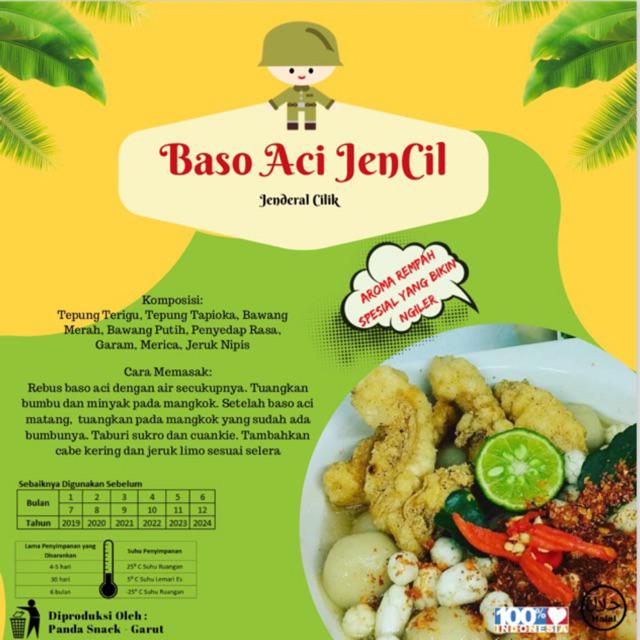 Baso Aci JenCil
Jenderal Cilik
AROMA REMPAH
SPESIAL YANG BIKIN
NGILER
Komposisi:
Tepung Terigu, Tepung Tapioka, Bawang
Merah, Bawang Putih, Penyedap Rasa,
Garam, Merica, Jeruk Nipis
Cara Memasak:
Rebus baso aci dengan air secukupnya. Tuangkan
bumbu dan minyak pada mangkok. Setelah baso aci
matang, tuangkan pada mangkok yang sudah ada
bumbunya. Taburi sukro dan cuankie. Tambahkan
cabe kering dan jeruk limo sesuai selera
Sebaiknya Digunakan Sebelum
Bulan 1 2 3 4 5 6
7 8 9 10 11 12
Tahun 2019 2020 2021 2022 2023 2024
Lama Penyimpanan yang
Disarankan
Suhu Penyimpanan
4-5 hari 25° C Suhu Ruangan
30 hari 5° C Suhu Lemari Es
6 bulan -25° C Suhu Ruangan
Diproduksi Oleh :
Panda Snack - Garut
100%
INDONESIA
حلال
Halal